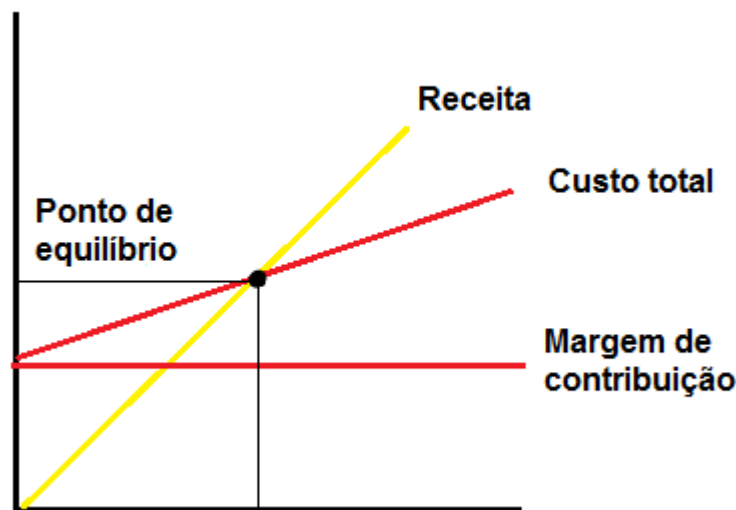 Receita
Custo total
Ponto de
equilíbrio
Margem de
contribuição